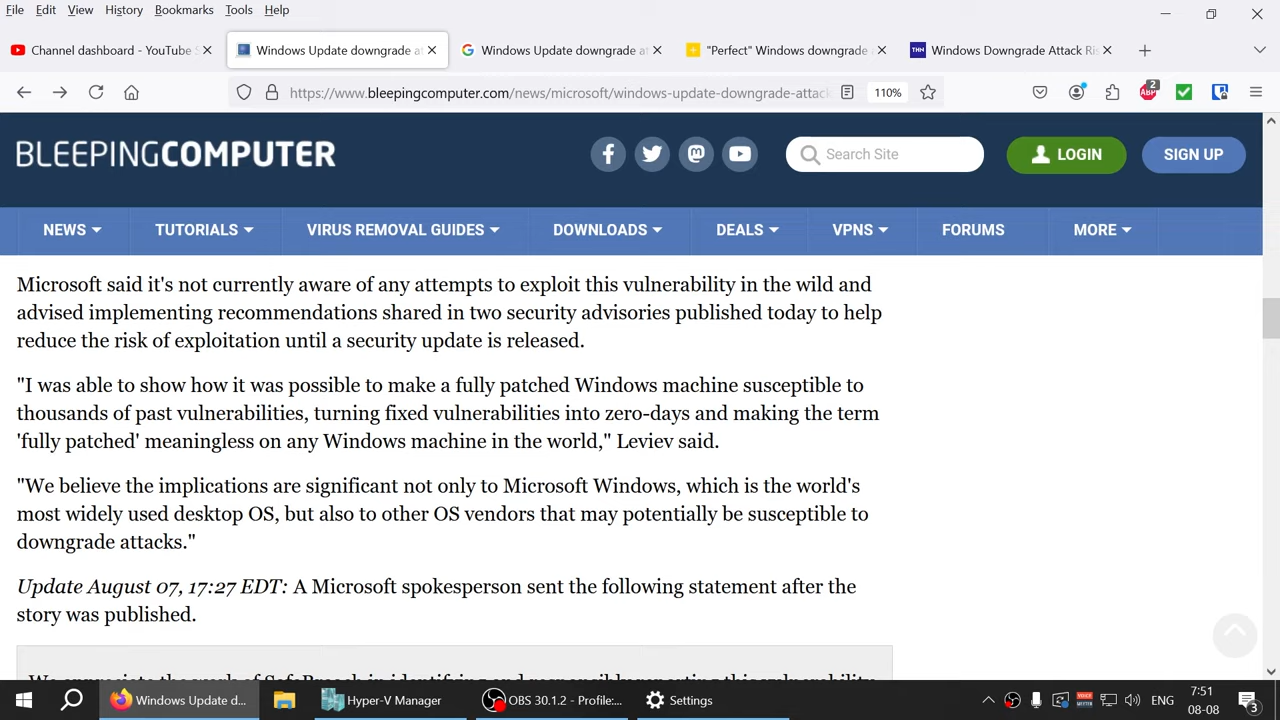 File Edit View History Bookmarks Tools Help
Channel dashboard - YouTube S
Windows Update downgrade at
Windows Update downgrade at
"Perfect" Windows downgrade
THN Windows Downgrade Attack Ris
https://www.bleepingcomputer.com/news/microsoft/windows-update-downgrade-attack
110%
ABP 2
BLEEPINGCOMPUTER
Search Site
LOGIN
SIGN UP
NEWS TUTORIALS VIRUS REMOVAL GUIDES DOWNLOADS DEALS VPNS FORUMS MORE
Microsoft said it's not currently aware of any attempts to exploit this vulnerability in the wild and
advised implementing recommendations shared in two security advisories published today to help
reduce the risk of exploitation until a security update is released.
"I was able to show how it was possible to make a fully patched Windows machine susceptible to
thousands of past vulnerabilities, turning fixed vulnerabilities into zero-days and making the term
'fully patched' meaningless on any Windows machine in the world," Leviev said.
"We believe the implications are significant not only to Microsoft Windows, which is the world's
most widely used desktop OS, but also to other OS vendors that may potentially be susceptible to
downgrade attacks."
Update August 07, 17:27 EDT: A Microsoft spokesperson sent the following statement after the
story was published.
Windows Update d...
Hyper-V Manager
OBS 30.1.2 - Profile:...
Settings
ENG
7:51
08-08
3